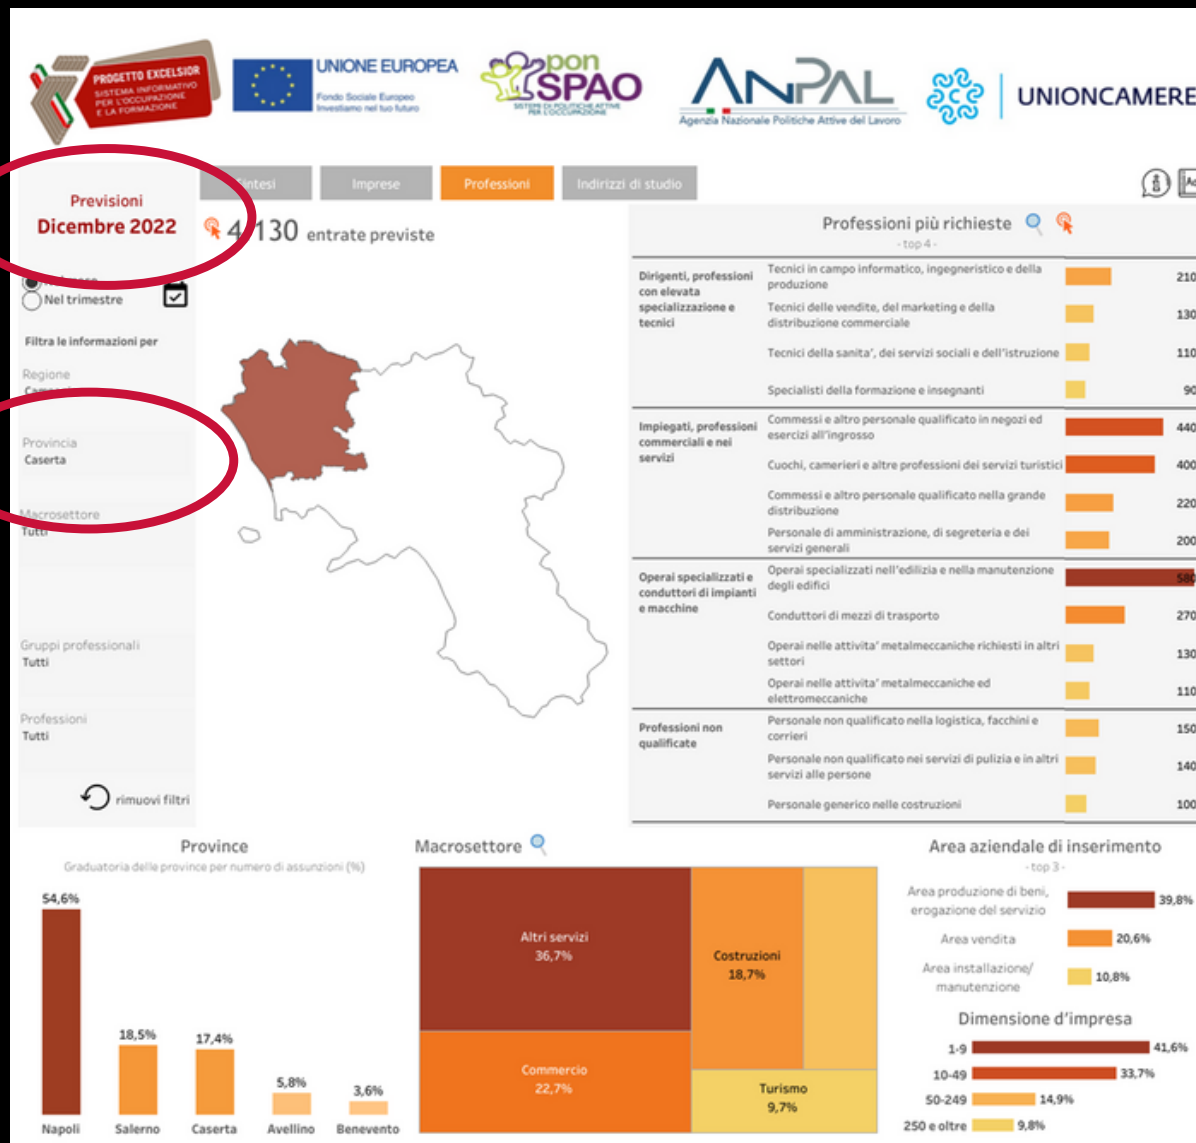 PROGETTO EXCELSIOR
SISTEMA INFORMATIVO
PER L'OCCUPAZIONE
E LA FORMAZIONE
UNIONE EUROPEA
Fondo Sociale Europeo
Investiamo nel tuo futuro
pon
SPAO
SISTEMI DI POLITICHE ATTIVE
PER L'OCCUPAZIONE
ANPAL
Agenzia Nazionale Politiche Attive del Lavoro
UNIONCAMERE
Sintesi
Imprese
Professioni
Indirizzi di studio
Previsioni
Dicembre 2022
4.130 entrate previste
Nel trimestre
Filtra le informazioni per
Regione
Provincia
Caserta
Macrosettore
Tutti
Gruppi professionali
Tutti
Professioni
Tutti
rimuovi filtri
Professioni più richieste
- top 4 -
Dirigenti, professioni
con elevata
specializzazione e
tecnici
Tecnici in campo informatico, ingegneristico e della
produzione
210
Tecnici delle vendite, del marketing e della
distribuzione commerciale
130
Tecnici della sanita', dei servizi sociali e dell'istruzione
110
Specialisti della formazione e insegnanti
90
Impiegati, professioni
commerciali e nei
servizi
Commessi e altro personale qualificato in negozi ed
esercizi all'ingrosso
440
Cuochi, camerieri e altre professioni dei servizi turistici
400
Commessi e altro personale qualificato nella grande
distribuzione
220
Personale di amministrazione, di segreteria e dei
servizi generali
200
Operai specializzati e
conduttori di impianti
e macchine
Operai specializzati nell'edilizia e nella manutenzione
degli edifici
580
Conduttori di mezzi di trasporto
270
Operai nelle attivita' metalmeccaniche richiesti in altri
settori
130
Operai nelle attivita' metalmeccaniche ed
elettromeccaniche
110
Professioni non
qualificate
Personale non qualificato nella logistica, facchini e
corrieri
150
Personale non qualificato nei servizi di pulizia e in altri
servizi alle persone
140
Personale generico nelle costruzioni
100
Province
Graduatoria delle province per numero di assunzioni (%)
54,6%
18,5%
17,4%
5,8%
3,6%
Napoli
Salerno
Caserta
Avellino
Benevento
Macrosettore
Altri servizi
36,7%
Commercio
22,7%
Costruzioni
18,7%
Turismo
9,7%
Area aziendale di inserimento
- top 3 -
Area produzione di beni,
erogazione del servizio
39,8%
Area vendita
20,6%
Area installazione/
manutenzione
10,8%
Dimensione d'impresa
1-9
41,6%
10-49
33,7%
50-249
14,9%
250 e oltre
9,8%